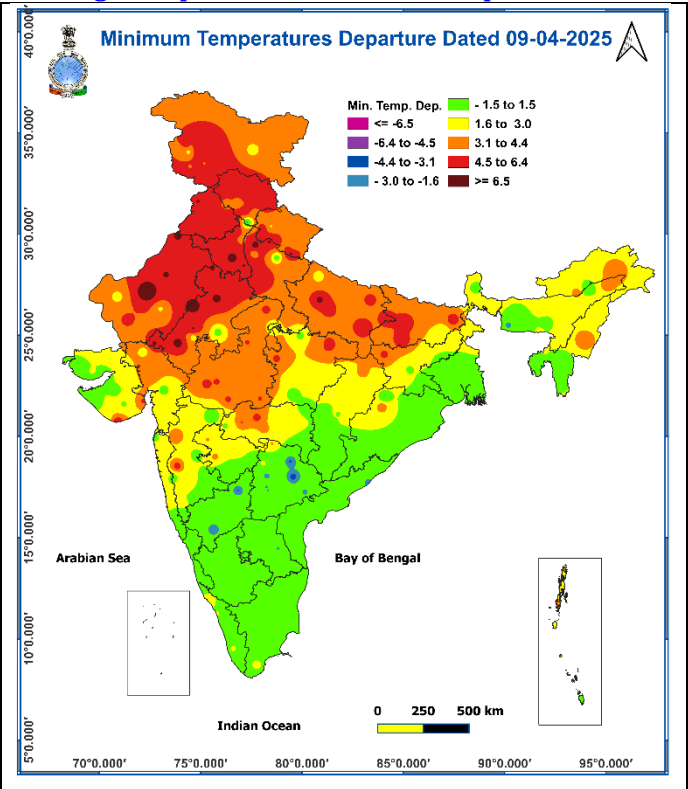 Minimum Temperatures Departure Dated 09-04-2025
Min. Temp. Dep.
<= -6.5
-6.4 to -4.5
-4.4 to -3.1
- 3.0 to -1.6
- 1.5 to 1.5
1.6 to 3.0
3.1 to 4.4
4.5 to 6.4
>= 6.5
40°0.000'
35°0.000'
30°0.000'
25°0.000'
20°0.000'
15°0.000'
10°0.000'
5°0.000'
Arabian Sea
Bay of Bengal
Indian Ocean
0 250 500 km
70°0.000' 75°0.000' 80°0.000' 85°0.000' 90°0.000' 95°0.000'